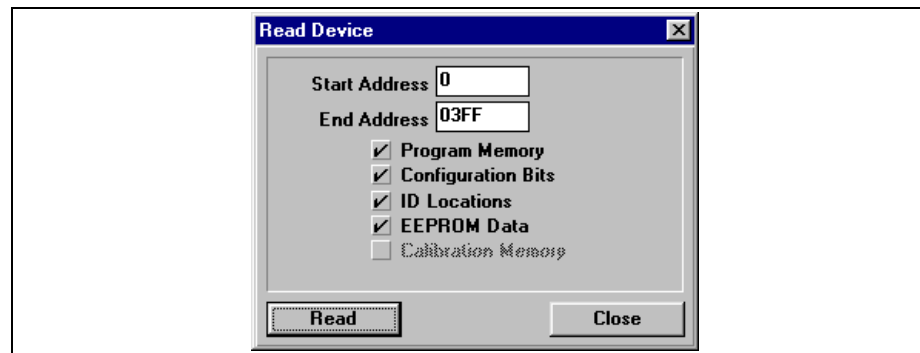 Read Device
Start Address 0
End Address 03FF
Program Memory
Configuration Bits
ID Locations
EEPROM Data
Calibration Memory
Read Close